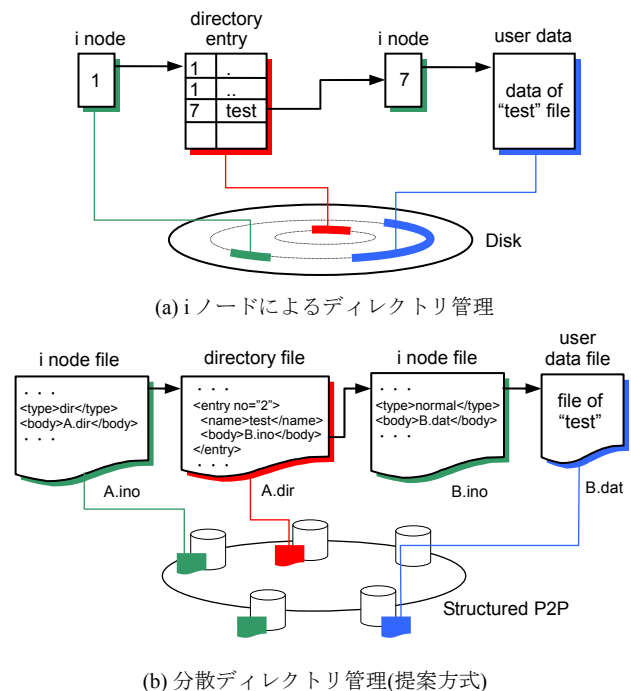 i node
directory
entry
i node
user data
1
1 .
1 ..
7 test
7
data of
“test” file
Disk
(a) i ノードによるディレクトリ管理
i node file
directory file
i node file
user
data file
. . .
<type>dir</type>
<body>A.dir</body>
. . .
. . .
<entry no=”2”>
<name>test</name>
<body>B.ino</body>
</entry>
. . .
. . .
<type>normal</type>
<body>B.dat</body>
. . .
file of
“test”
A.ino
A.dir
B.ino
B.dat
Structured P2P
(b) 分散ディレクトリ管理(提案方式)